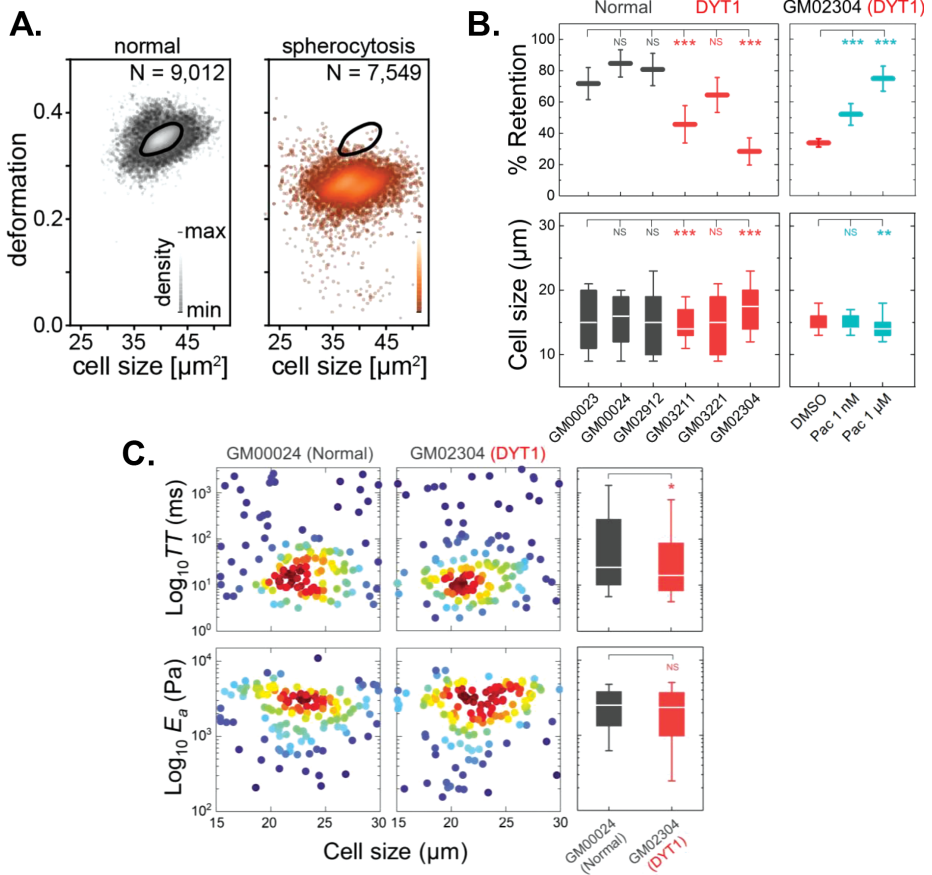 A.
normal
spherocytosis
N = 9,012
N = 7,549
deformation
0.4
0.2
0.0
density
max
min
25 35 45
25 35 45
cell size [µm²]
cell size [µm²]
B.
Normal DYT1
GM02304 (DYT1)
NS NS *** NS ***
*** ***
% Retention
100
80
60
40
20
0
NS NS *** NS ***
NS **
Cell size (µm)
30
20
10
GM00023
GM00024
GM02912
GM03211
GM03221
GM02304
DMSO
Pac 1 nM
Pac 1 µM
C.
GM00024 (Normal)
GM02304 (DYT1)
Log₁₀ TT (ms)
10³
10²
10¹
10⁰
*
Log₁₀ Eₐ (Pa)
10⁴
10³
10²
NS
15 20 25 30
15 20 25 30
Cell size (µm)
GM00024
(Normal)
GM02304
(DYT1)